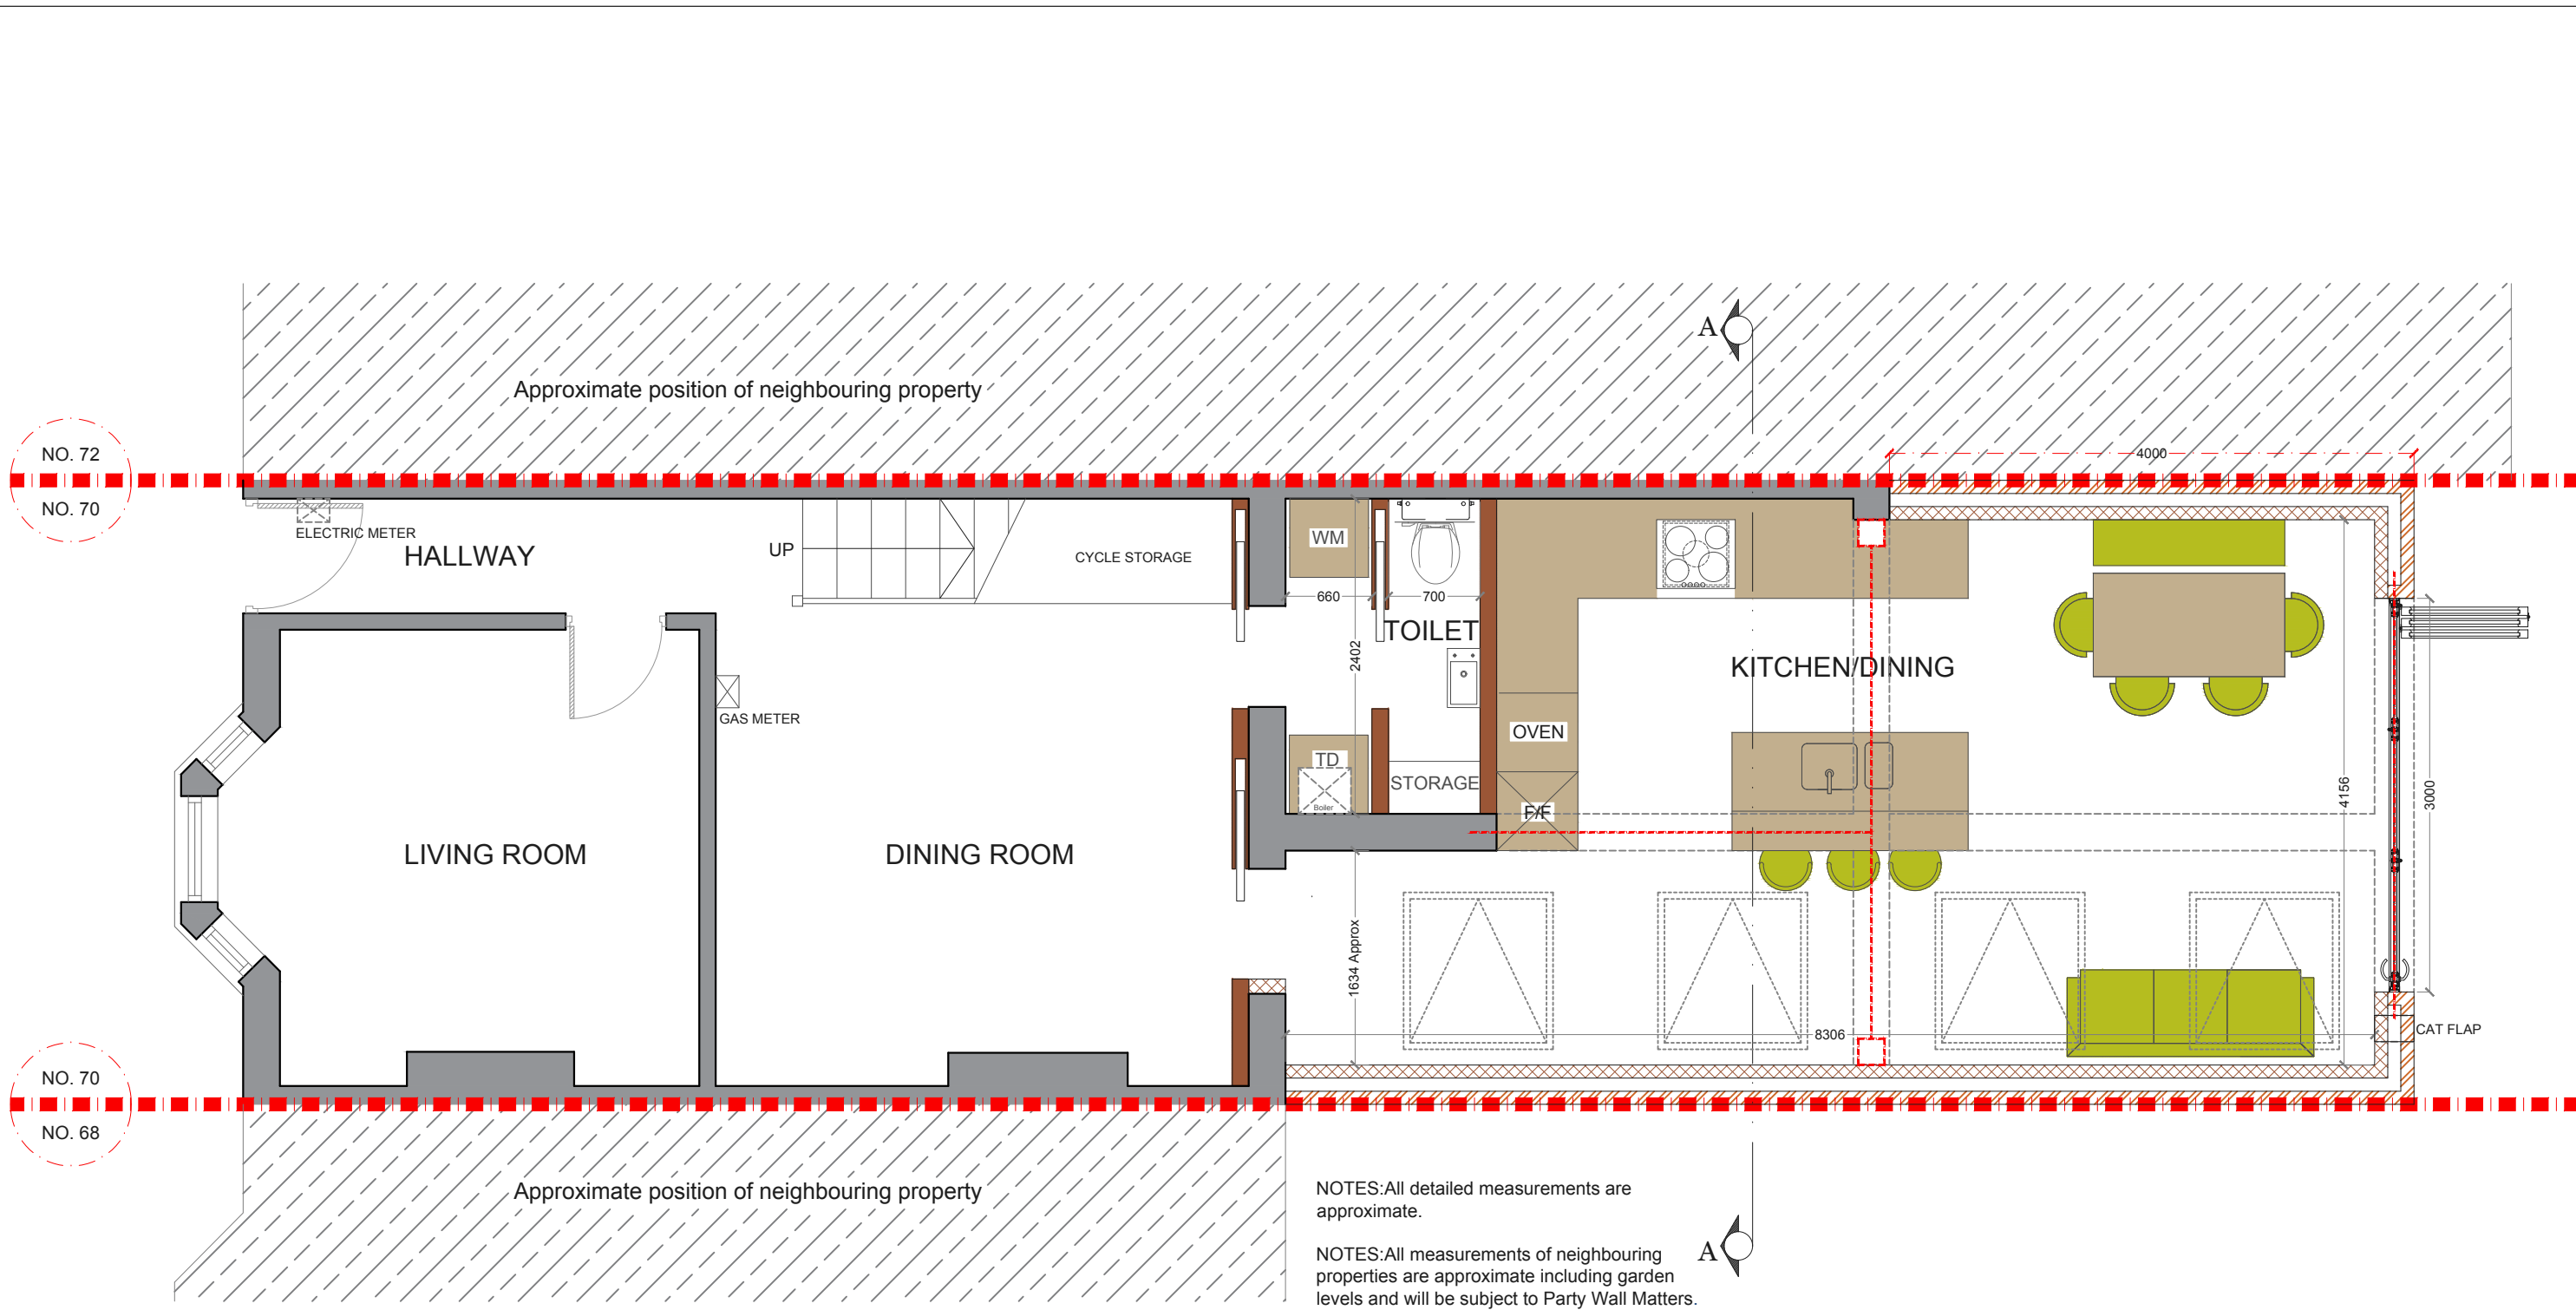 Approximate position of neighbouring property
A
4000
NO. 72
NO. 70
ELECTRIC METER
HALLWAY
UP
CYCLE STORAGE
WM
660
700
TOILET
2402
GAS METER
KITCHEN/DINING
OVEN
TD
Boiler
STORAGE
F/F
4156
3000
LIVING ROOM
DINING ROOM
1634 Approx
8306
CAT FLAP
NO. 70
NO. 68
Approximate position of neighbouring property
NOTES:All detailed measurements are
approximate.
NOTES:All measurements of neighbouring
properties are approximate including garden
levels and will be subject to Party Wall Matters.
A